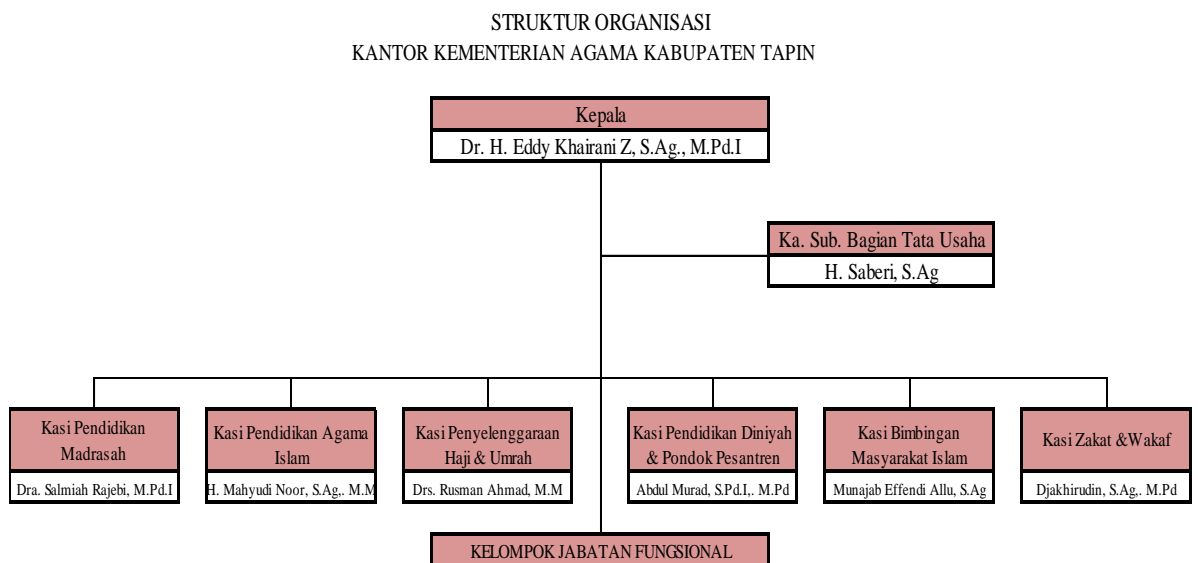 STRUKTUR ORGANISASI
KANTOR KEMENTERIAN AGAMA KABUPATEN TAPIN
Kepala
Dr. H. Eddy Khairani Z, S.Ag., M.Pd.I
Ka. Sub. Bagian Tata Usaha
H. Saberi, S.Ag
Kasi Pendidikan
Madrasah
Dra. Salmiah Rajebi, M.Pd.I
Kasi Pendidikan Agama
Islam
H. Mahyudi Noor, S.Ag,. M.M
Kasi Penyelenggaraan
Haji & Umrah
Drs. Rusman Ahmad, M.M
Kasi Pendidikan Diniyah
& Pondok Pesantren
Abdul Murad, S.Pd.I,. M.Pd
Kasi Bimbingan
Masyarakat Islam
Munajab Effendi Allu, S.Ag
Kasi Zakat &Wakaf
Djakhirudin, S.Ag,. M.Pd
KELOMPOK JABATAN FUNGSIONAL